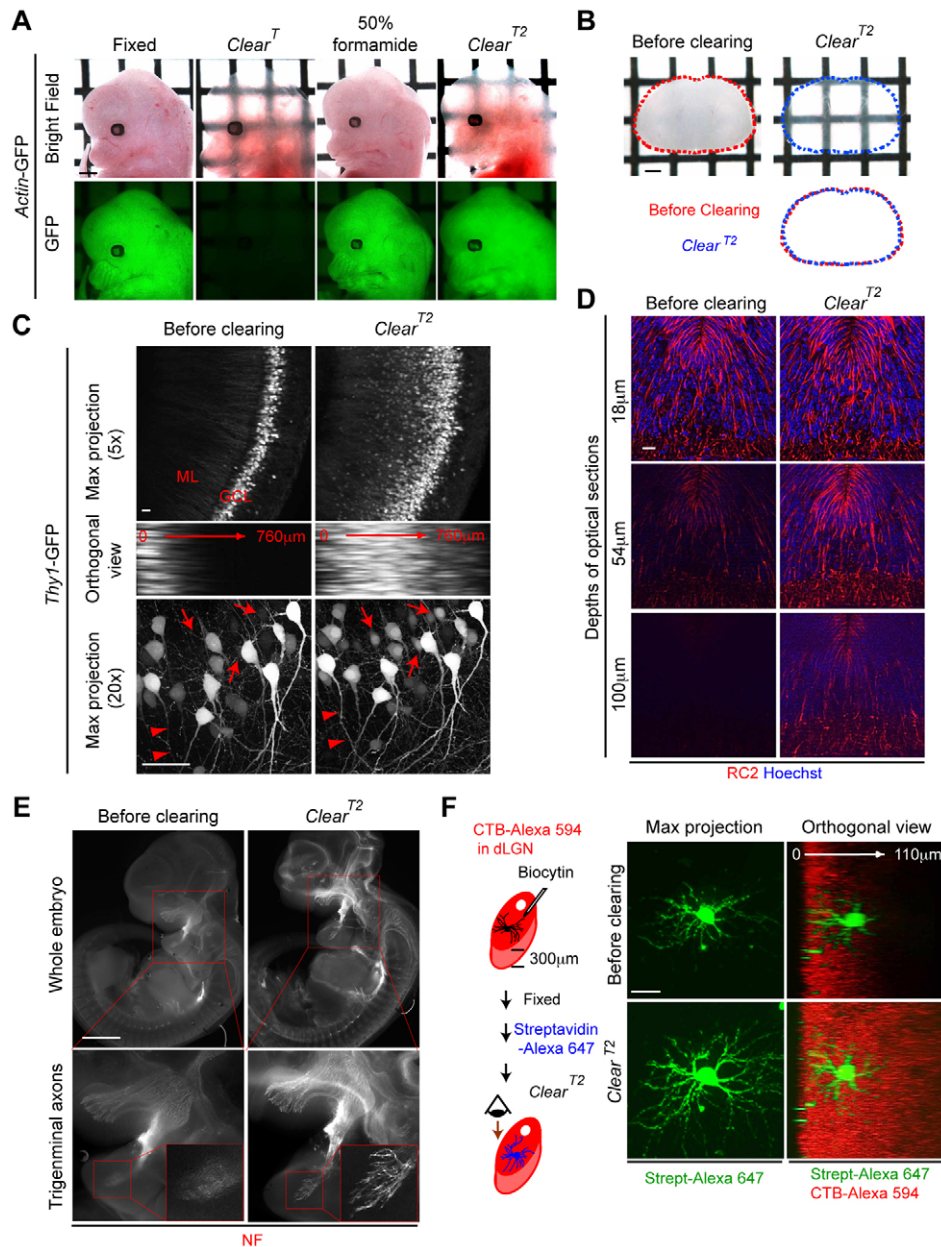 A
Fixed
Clear^T
50%
formamide
Clear^T2
Actin-GFP
Bright Field
GFP
B
Before clearing
Clear^T2
Before Clearing
Clear^T2
C
Before clearing
Clear^T2
Thy1-GFP
Max projection
(5x)
ML
GCL
Orthogonal
view
0
760μm
0
760μm
Max projection
(20x)
D
Before clearing
Clear^T2
Depths of optical sections
18μm
54μm
100μm
RC2 Hoechst
E
Before clearing
Clear^T2
Whole embryo
Trigenminal axons
NF
F
CTB-Alexa 594
in dLGN
Biocytin
300μm
Fixed
Streptavidin
-Alexa 647
Clear^T2
Max projection
Orthogonal view
Before clearing
0
110μm
Clear^T2
Strept-Alexa 647
Strept-Alexa 647
CTB-Alexa 594